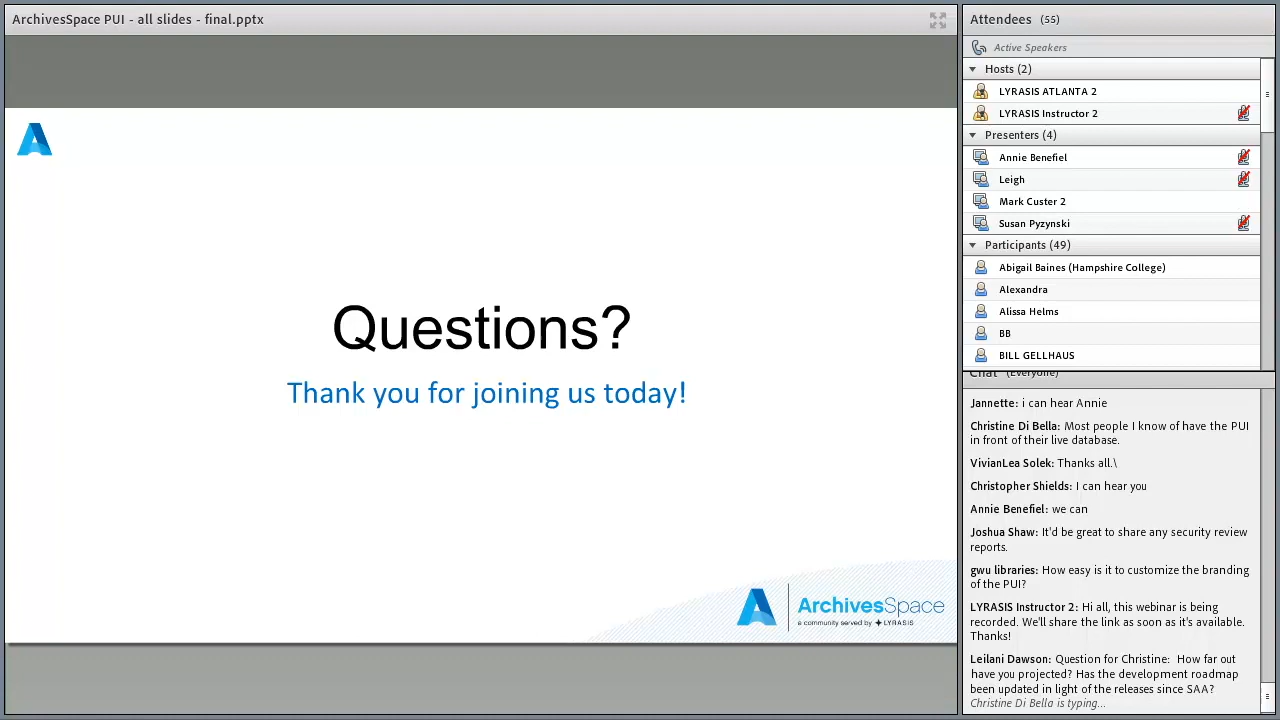 ArchivesSpace PUI - all slides - final.pptx
Questions?
Thank you for joining us today!
ArchivesSpace
a community served by LYRASIS
Attendees (55)
Active Speakers
Hosts (2)
LYRASIS ATLANTA 2
LYRASIS Instructor 2
Presenters (4)
Annie Benefiel
Leigh
Mark Custer 2
Susan Pyzynski
Participants (49)
Abigail Baines (Hampshire College)
Alexandra
Alissa Helms
BB
BILL GELLHAUS
Chat (Everyone)
Jannette: i can hear Annie
Christine Di Bella: Most people I know of have the PUI
in front of their live database.
VivianLea Solek: Thanks all.\
Christopher Shields: I can hear you
Annie Benefiel: we can
Joshua Shaw: It'd be great to share any security review
reports.
gwu libraries: How easy is it to customize the branding
of the PUI?
LYRASIS Instructor 2: Hi all, this webinar is being
recorded. We'll share the link as soon as it's available.
Thanks!
Leilani Dawson: Question for Christine: How far out
have you projected? Has the development roadmap
been updated in light of the releases since SAA?
Christine Di Bella is typing...